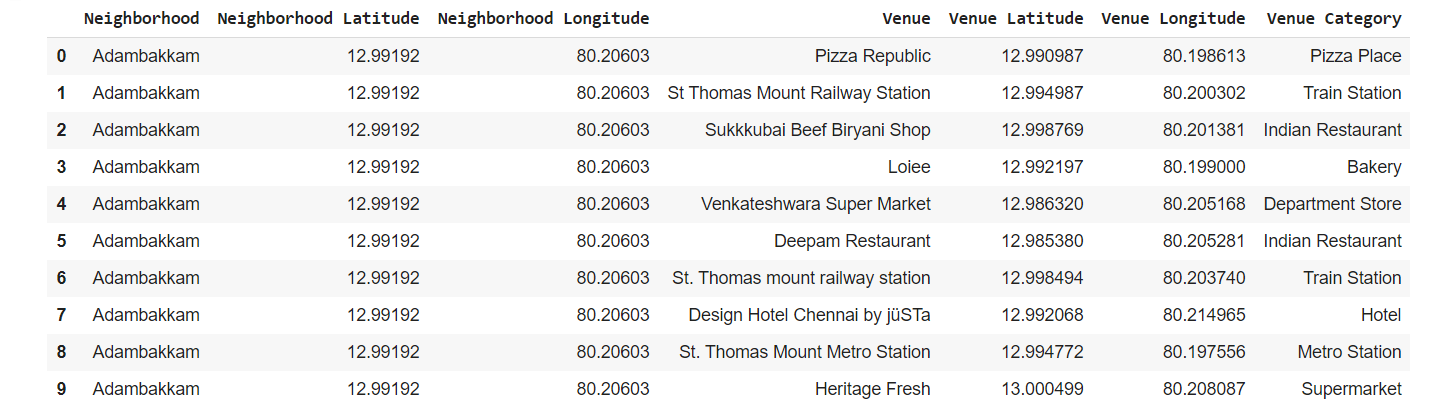 Neighborhood Neighborhood Latitude Neighborhood Longitude Venue Venue Latitude Venue Longitude Venue Category
0 Adambakkam 12.99192 80.20603 Pizza Republic 12.990987 80.198613 Pizza Place
1 Adambakkam 12.99192 80.20603 St Thomas Mount Railway Station 12.994987 80.200302 Train Station
2 Adambakkam 12.99192 80.20603 Sukkkubai Beef Biryani Shop 12.998769 80.201381 Indian Restaurant
3 Adambakkam 12.99192 80.20603 Loiee 12.992197 80.199000 Bakery
4 Adambakkam 12.99192 80.20603 Venkateshwara Super Market 12.986320 80.205168 Department Store
5 Adambakkam 12.99192 80.20603 Deepam Restaurant 12.985380 80.205281 Indian Restaurant
6 Adambakkam 12.99192 80.20603 St. Thomas mount railway station 12.998494 80.203740 Train Station
7 Adambakkam 12.99192 80.20603 Design Hotel Chennai by jüSTa 12.992068 80.214965 Hotel
8 Adambakkam 12.99192 80.20603 St. Thomas Mount Metro Station 12.994772 80.197556 Metro Station
9 Adambakkam 12.99192 80.20603 Heritage Fresh 13.000499 80.208087 Supermarket